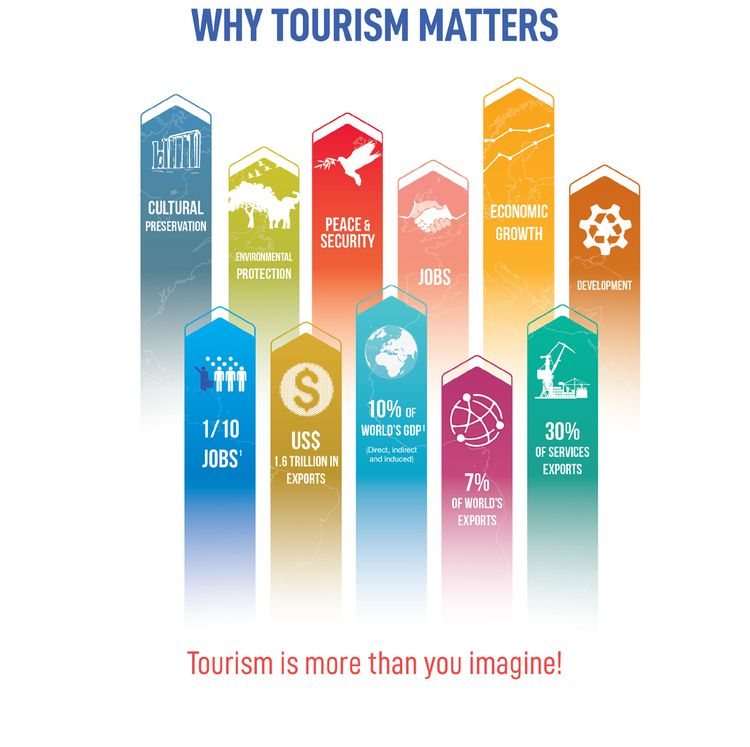 WHY TOURISM MATTERS
CULTURAL
PRESERVATION
ENVIRONMENTAL
PROTECTION
PEACE &
SECURITY
JOBS
ECONOMIC
GROWTH
DEVELOPMENT
1/10
JOBS¹
US$
1.6 TRILLION IN
EXPORTS
10% OF
WORLD'S GDP¹
(Direct, indirect
and induced)
7%
OF WORLD'S
EXPORTS
30%
OF SERVICES
EXPORTS
Tourism is more than you imagine!